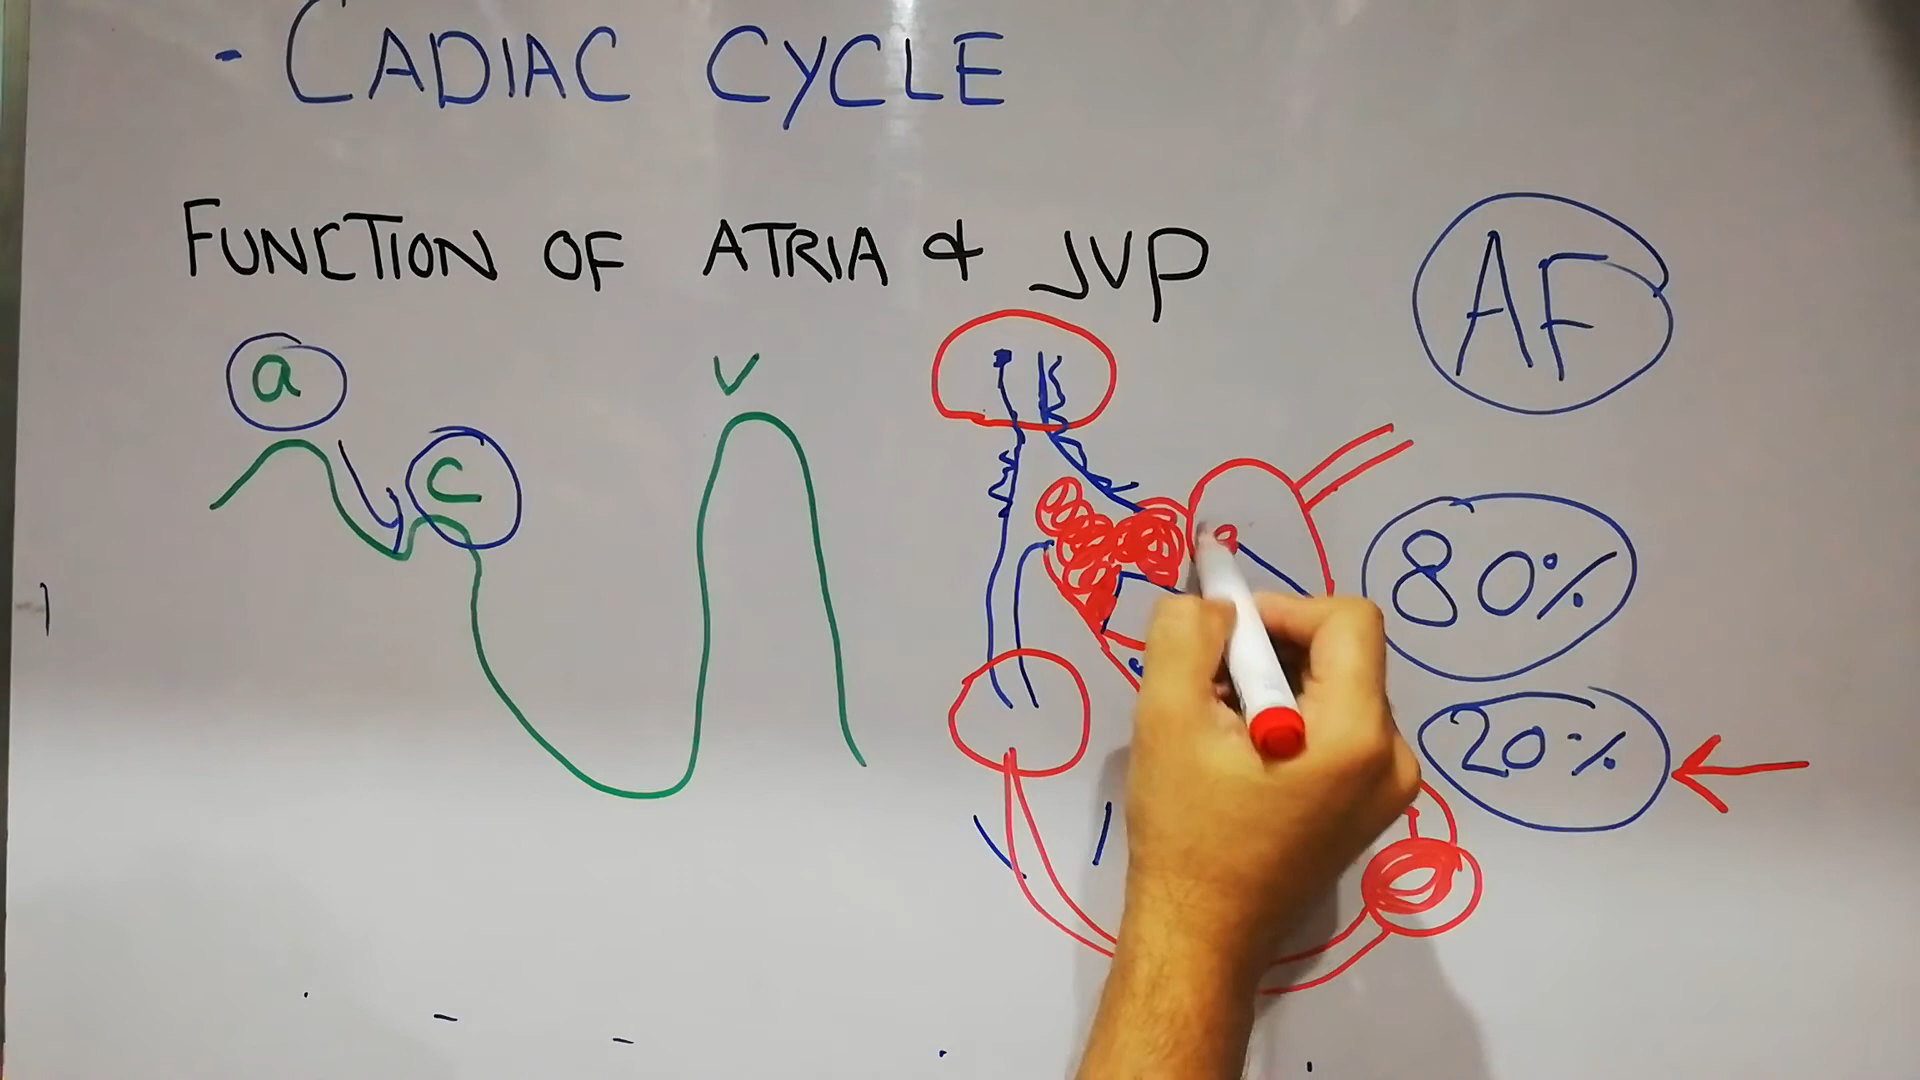 - CADIAC CYCLE
FUNCTION OF ATRIA & JVP
AF
a
V
C
80%
20%